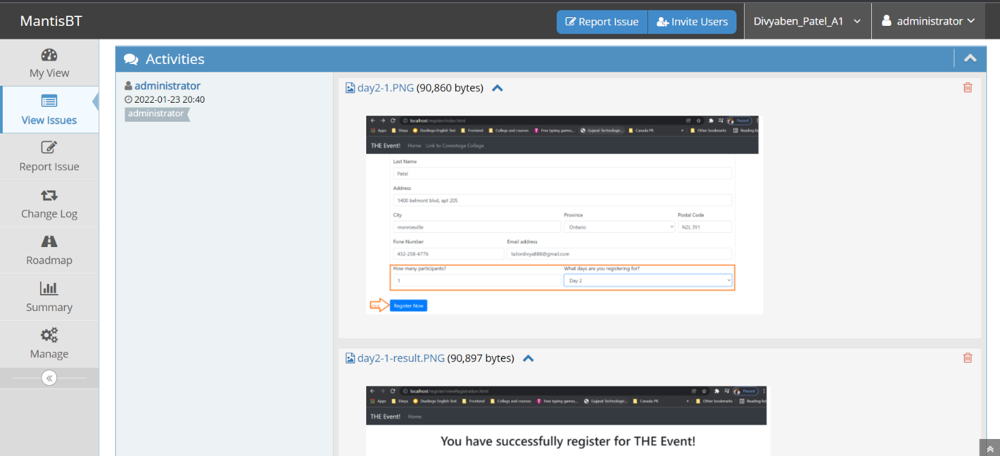 MantisBT
Report Issue
Invite Users
Divyaben_Patel_A1
administrator
My View
View Issues
Report Issue
Change Log
Roadmap
Summary
Manage
Activities
administrator
2022-01-23 20:40
administrator
day2-1.PNG (90,860 bytes)
localhost/register/index.html
Paused
Apps Divya Duolingo English Test Frontend College and courses Free typing games... Gujarat Technologic... Canada PR » Other bookmarks Reading list
THE Event! Home Link to Conestoga College
Last Name
Patel
Address
1400 belmont blvd, apt 205
City Province Postal Code
monroeville Ontario N2L 3Y1
Fone Number Email address
432-258-6776 tailordivya888@gmail.com
How many participants? What days are you registering for?
1 Day 2
Register Now
day2-1-result.PNG (90,897 bytes)
localhost/register/viewRegistration.html
Paused
Apps Divya Duolingo English Test Frontend College and courses Free typing games... Gujarat Technologic... Canada PR » Other bookmarks Reading list
THE Event! Home
You have successfully register for THE Event!